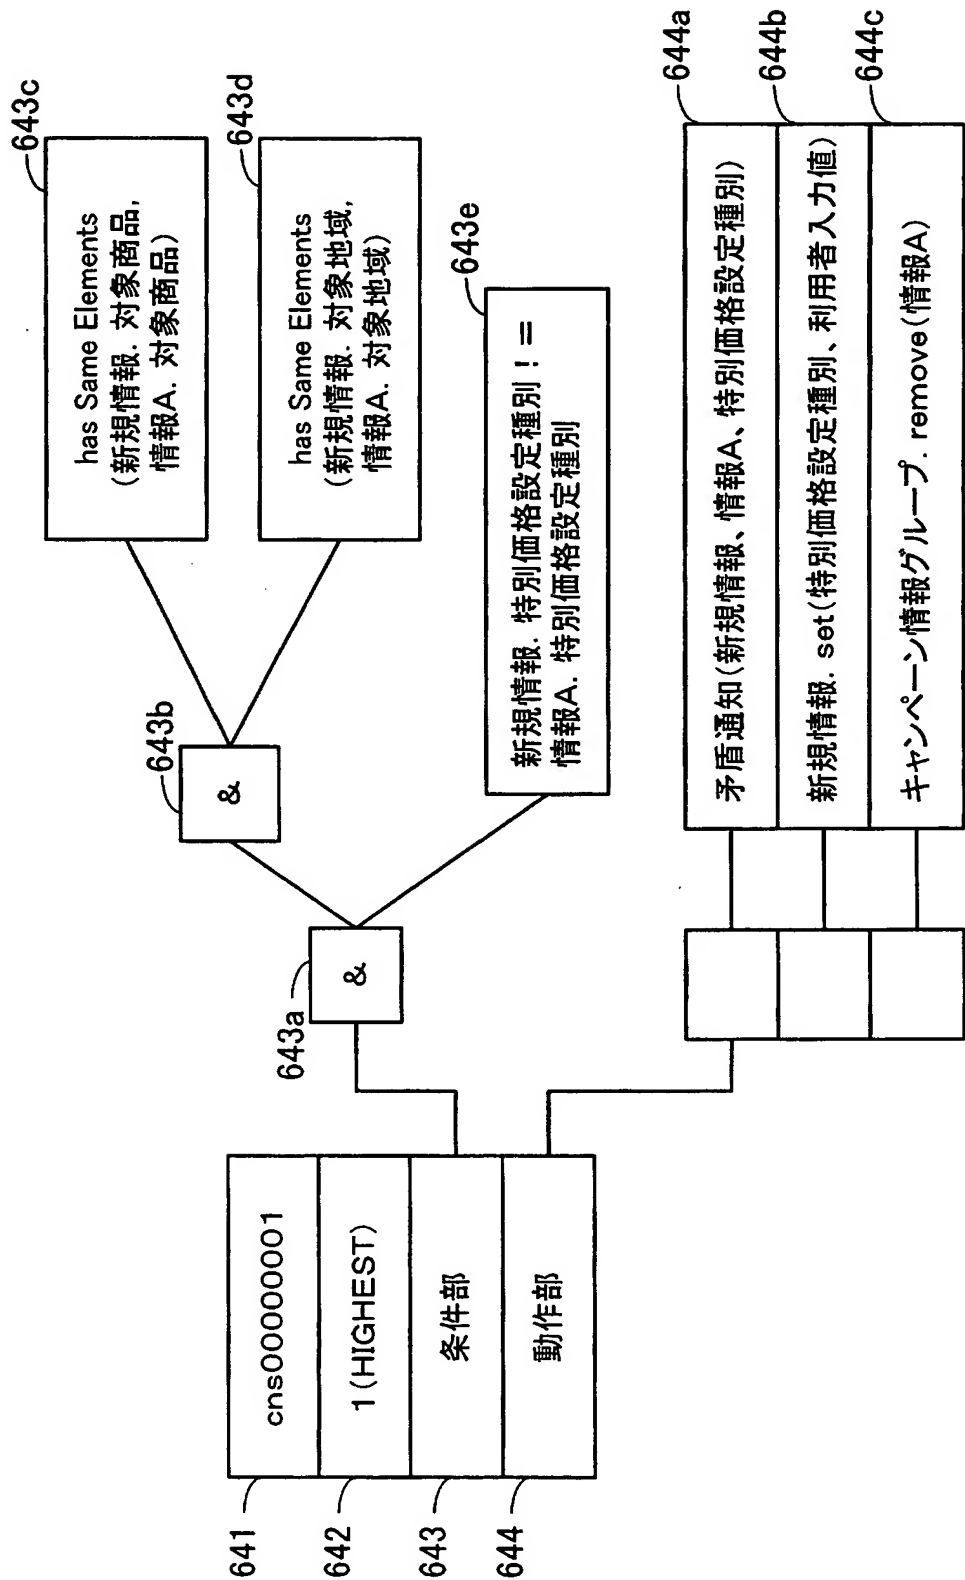 641
cns00000001
642
1(HIGHEST)
643
条件部
644
動作部
643a
&
643b
&
643c
has Same Elements
(新規情報. 対象商品,
情報A. 対象商品)
643d
has Same Elements
(新規情報. 対象地域,
情報A. 対象地域)
643e
新規情報. 特別価格設定種別！＝
情報A. 特別価格設定種別
644a
矛盾通知(新規情報、情報A、特別価格設定種別)
644b
新規情報. set(特別価格設定種別、利用者入力値)
644c
キャンペーン情報グループ. remove(情報A)